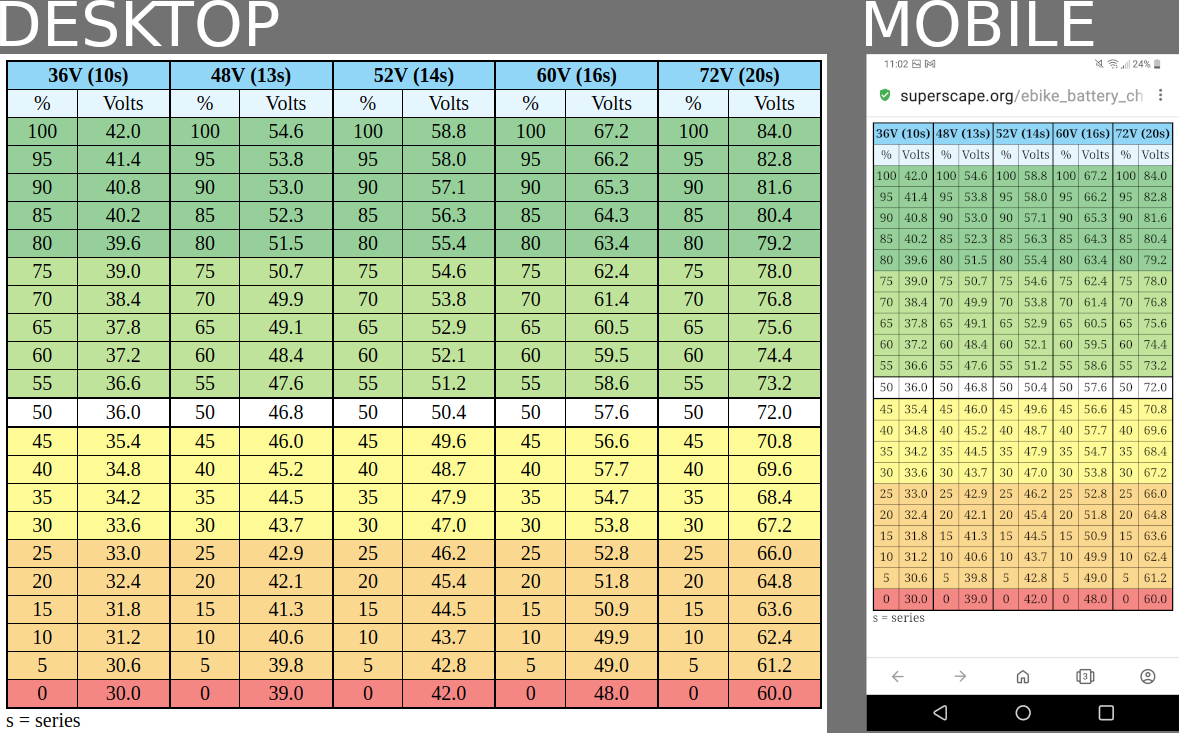 DESKTOP
36V (10s) 48V (13s) 52V (14s) 60V (16s) 72V (20s)
% Volts % Volts % Volts % Volts % Volts
100 42.0 100 54.6 100 58.8 100 67.2 100 84.0
95 41.4 95 53.8 95 58.0 95 66.2 95 82.8
90 40.8 90 53.0 90 57.1 90 65.3 90 81.6
85 40.2 85 52.3 85 56.3 85 64.3 85 80.4
80 39.6 80 51.5 80 55.4 80 63.4 80 79.2
75 39.0 75 50.7 75 54.6 75 62.4 75 78.0
70 38.4 70 49.9 70 53.8 70 61.4 70 76.8
65 37.8 65 49.1 65 52.9 65 60.5 65 75.6
60 37.2 60 48.4 60 52.1 60 59.5 60 74.4
55 36.6 55 47.6 55 51.2 55 58.6 55 73.2
50 36.0 50 46.8 50 50.4 50 57.6 50 72.0
45 35.4 45 46.0 45 49.6 45 56.6 45 70.8
40 34.8 40 45.2 40 48.7 40 57.7 40 69.6
35 34.2 35 44.5 35 47.9 35 54.7 35 68.4
30 33.6 30 43.7 30 47.0 30 53.8 30 67.2
25 33.0 25 42.9 25 46.2 25 52.8 25 66.0
20 32.4 20 42.1 20 45.4 20 51.8 20 64.8
15 31.8 15 41.3 15 44.5 15 50.9 15 63.6
10 31.2 10 40.6 10 43.7 10 49.9 10 62.4
5 30.6 5 39.8 5 42.8 5 49.0 5 61.2
0 30.0 0 39.0 0 42.0 0 48.0 0 60.0
s = series
MOBILE
11:02 24%
superscape.org/ebike_battery_ch
36V (10s) 48V (13s) 52V (14s) 60V (16s) 72V (20s)
% Volts % Volts % Volts % Volts % Volts
100 42.0 100 54.6 100 58.8 100 67.2 100 84.0
95 41.4 95 53.8 95 58.0 95 66.2 95 82.8
90 40.8 90 53.0 90 57.1 90 65.3 90 81.6
85 40.2 85 52.3 85 56.3 85 64.3 85 80.4
80 39.6 80 51.5 80 55.4 80 63.4 80 79.2
75 39.0 75 50.7 75 54.6 75 62.4 75 78.0
70 38.4 70 49.9 70 53.8 70 61.4 70 76.8
65 37.8 65 49.1 65 52.9 65 60.5 65 75.6
60 37.2 60 48.4 60 52.1 60 59.5 60 74.4
55 36.6 55 47.6 55 51.2 55 58.6 55 73.2
50 36.0 50 46.8 50 50.4 50 57.6 50 72.0
45 35.4 45 46.0 45 49.6 45 56.6 45 70.8
40 34.8 40 45.2 40 48.7 40 57.7 40 69.6
35 34.2 35 44.5 35 47.9 35 54.7 35 68.4
30 33.6 30 43.7 30 47.0 30 53.8 30 67.2
25 33.0 25 42.9 25 46.2 25 52.8 25 66.0
20 32.4 20 42.1 20 45.4 20 51.8 20 64.8
15 31.8 15 41.3 15 44.5 15 50.9 15 63.6
10 31.2 10 40.6 10 43.7 10 49.9 10 62.4
5 30.6 5 39.8 5 42.8 5 49.0 5 61.2
0 30.0 0 39.0 0 42.0 0 48.0 0 60.0
s = series
3